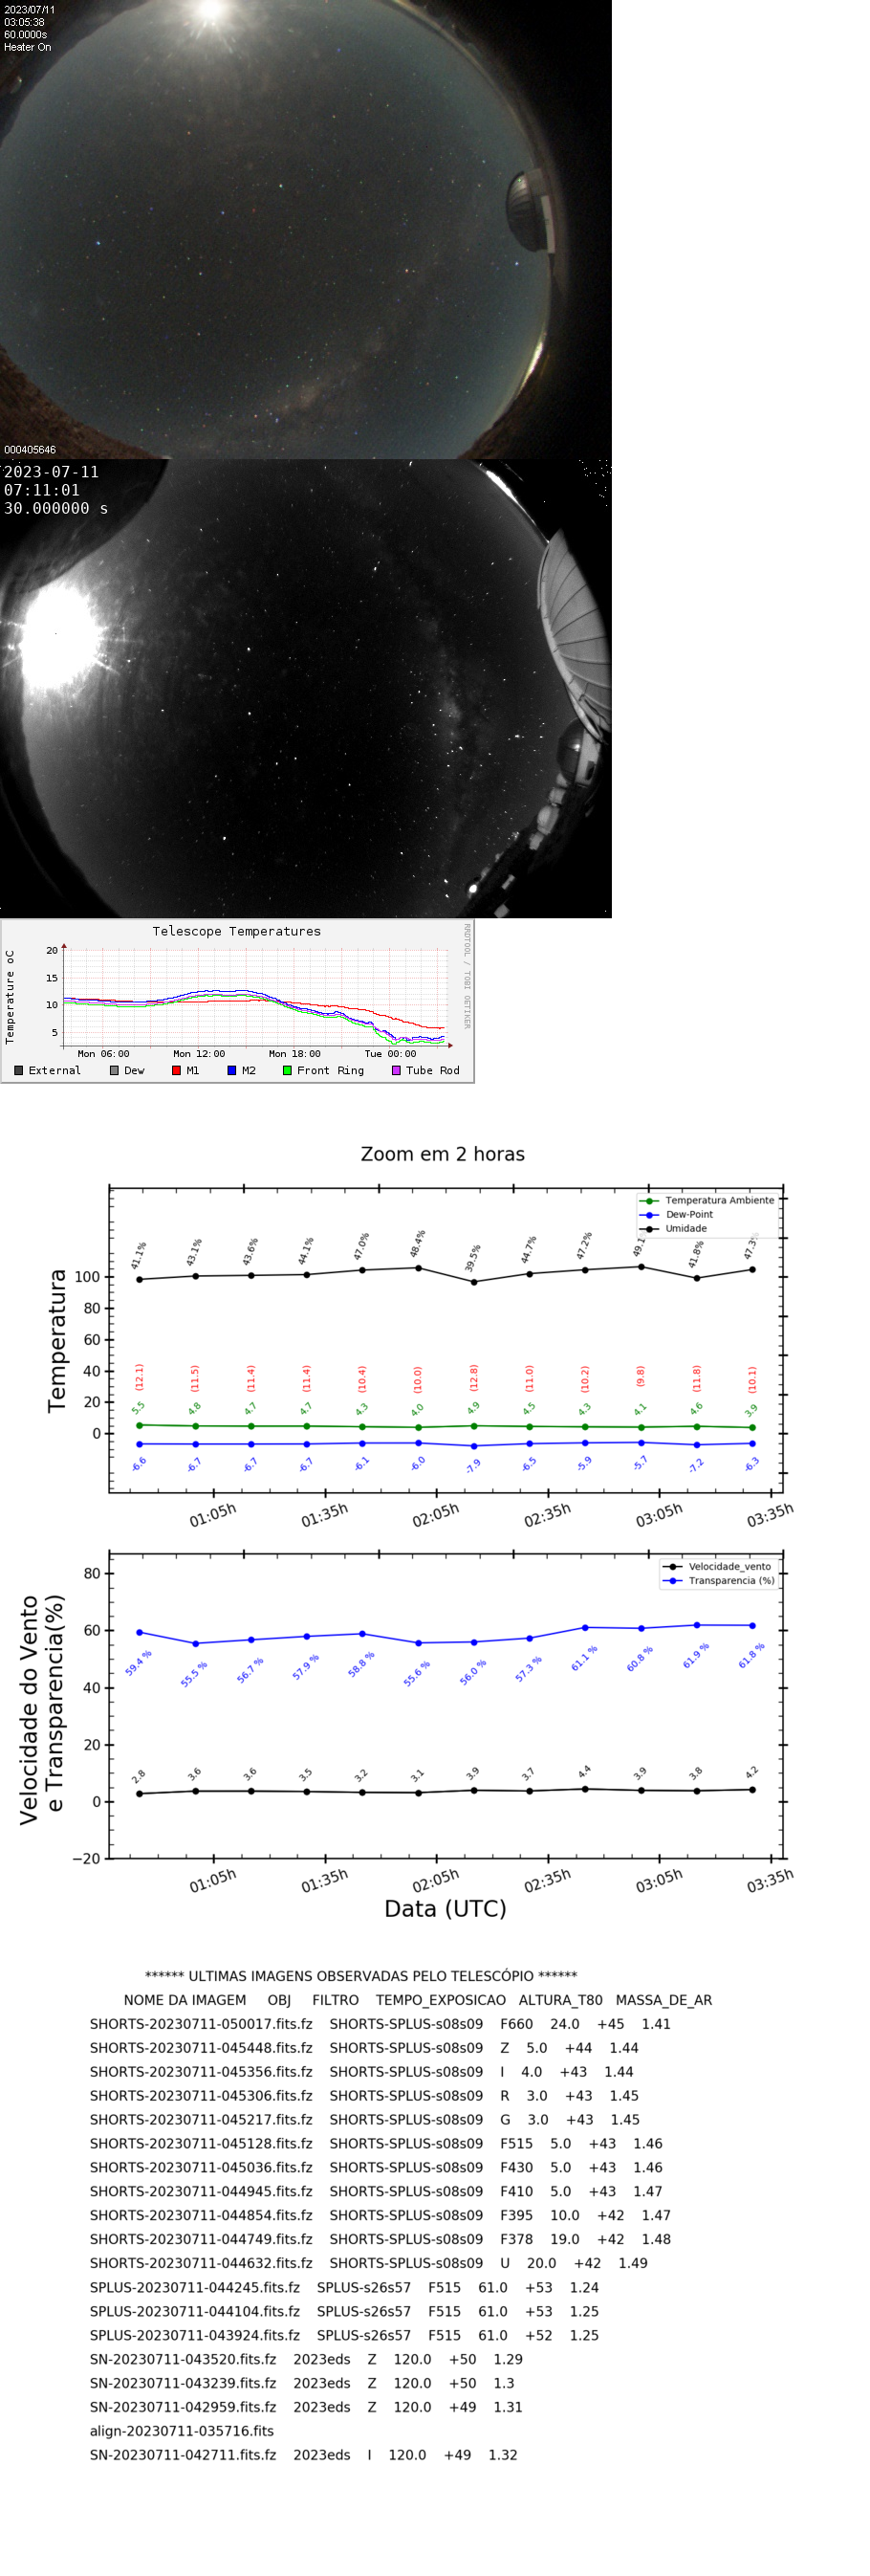 2023/07/11
03:05:38
60.0000s
Heater On
000405646
2023-07-11
07:11:01
30.000000 s
Telescope Temperatures
RRDTOOL / TOBI OETIKER
Temperature oC
20
15
10
5
Mon 06:00 Mon 12:00 Mon 18:00 Tue 00:00
External Dew M1 M2 Front Ring Tube Rod
Zoom em 2 horas
Temperatura Ambiente
Dew-Point
Umidade
41.1% 43.1% 43.6% 44.1% 47.0% 48.4% 39.5% 44.7% 47.2% 41.8% 47.3%
Temperatura
100
80
60
40
20
0
(12.1) (11.5) (11.4) (11.4) (10.4) (10.0) (12.8) (11.0) (10.2) (9.8) (11.8) (10.1)
5.5 4.8 4.7 4.7 4.3 4.0 4.9 4.5 4.3 4.1 4.6 3.9
-6.6 -6.7 -6.7 -6.7 -6.1 -6.0 -7.9 -6.5 -5.9 -5.7 -7.2 -6.3
01:05h 01:35h 02:05h 02:35h 03:05h 03:35h
Velocidade_vento
Transparencia (%)
Velocidade do Vento
e Transparencia(%)
80
60
40
20
0
−20
59.4 % 55.5 % 56.7 % 57.9 % 58.8 % 55.6 % 56.0 % 57.3 % 61.1 % 60.8 % 61.9 % 61.8 %
2.8 3.6 3.6 3.5 3.2 3.1 3.9 3.7 4.4 3.9 3.8 4.2
01:05h 01:35h 02:05h 02:35h 03:05h 03:35h
Data (UTC)
****** ULTIMAS IMAGENS OBSERVADAS PELO TELESCÓPIO ******
NOME DA IMAGEM OBJ FILTRO TEMPO_EXPOSICAO ALTURA_T80 MASSA_DE_AR
SHORTS-20230711-050017.fits.fz SHORTS-SPLUS-s08s09 F660 24.0 +45 1.41
SHORTS-20230711-045448.fits.fz SHORTS-SPLUS-s08s09 Z 5.0 +44 1.44
SHORTS-20230711-045356.fits.fz SHORTS-SPLUS-s08s09 I 4.0 +43 1.44
SHORTS-20230711-045306.fits.fz SHORTS-SPLUS-s08s09 R 3.0 +43 1.45
SHORTS-20230711-045217.fits.fz SHORTS-SPLUS-s08s09 G 3.0 +43 1.45
SHORTS-20230711-045128.fits.fz SHORTS-SPLUS-s08s09 F515 5.0 +43 1.46
SHORTS-20230711-045036.fits.fz SHORTS-SPLUS-s08s09 F430 5.0 +43 1.46
SHORTS-20230711-044945.fits.fz SHORTS-SPLUS-s08s09 F410 5.0 +43 1.47
SHORTS-20230711-044854.fits.fz SHORTS-SPLUS-s08s09 F395 10.0 +42 1.47
SHORTS-20230711-044749.fits.fz SHORTS-SPLUS-s08s09 F378 19.0 +42 1.48
SHORTS-20230711-044632.fits.fz SHORTS-SPLUS-s08s09 U 20.0 +42 1.49
SPLUS-20230711-044245.fits.fz SPLUS-s26s57 F515 61.0 +53 1.24
SPLUS-20230711-044104.fits.fz SPLUS-s26s57 F515 61.0 +53 1.25
SPLUS-20230711-043924.fits.fz SPLUS-s26s57 F515 61.0 +52 1.25
SN-20230711-043520.fits.fz 2023eds Z 120.0 +50 1.29
SN-20230711-043239.fits.fz 2023eds Z 120.0 +50 1.3
SN-20230711-042959.fits.fz 2023eds Z 120.0 +49 1.31
align-20230711-035716.fits
SN-20230711-042711.fits.fz 2023eds I 120.0 +49 1.32